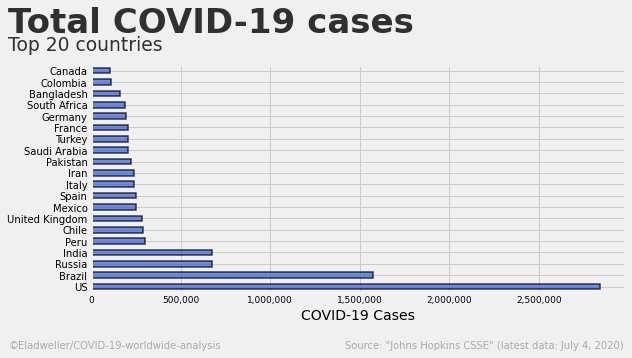 Total COVID-19 cases
Top 20 countries
Canada
Colombia
Bangladesh
South Africa
Germany
France
Turkey
Saudi Arabia
Pakistan
Iran
Italy
Spain
Mexico
United Kingdom
Chile
Peru
India
Russia
Brazil
US
0 500,000 1,000,000 1,500,000 2,000,000 2,500,000
COVID-19 Cases
©Eladweller/COVID-19-worldwide-analysis Source: "Johns Hopkins CSSE" (latest data: July 4, 2020)